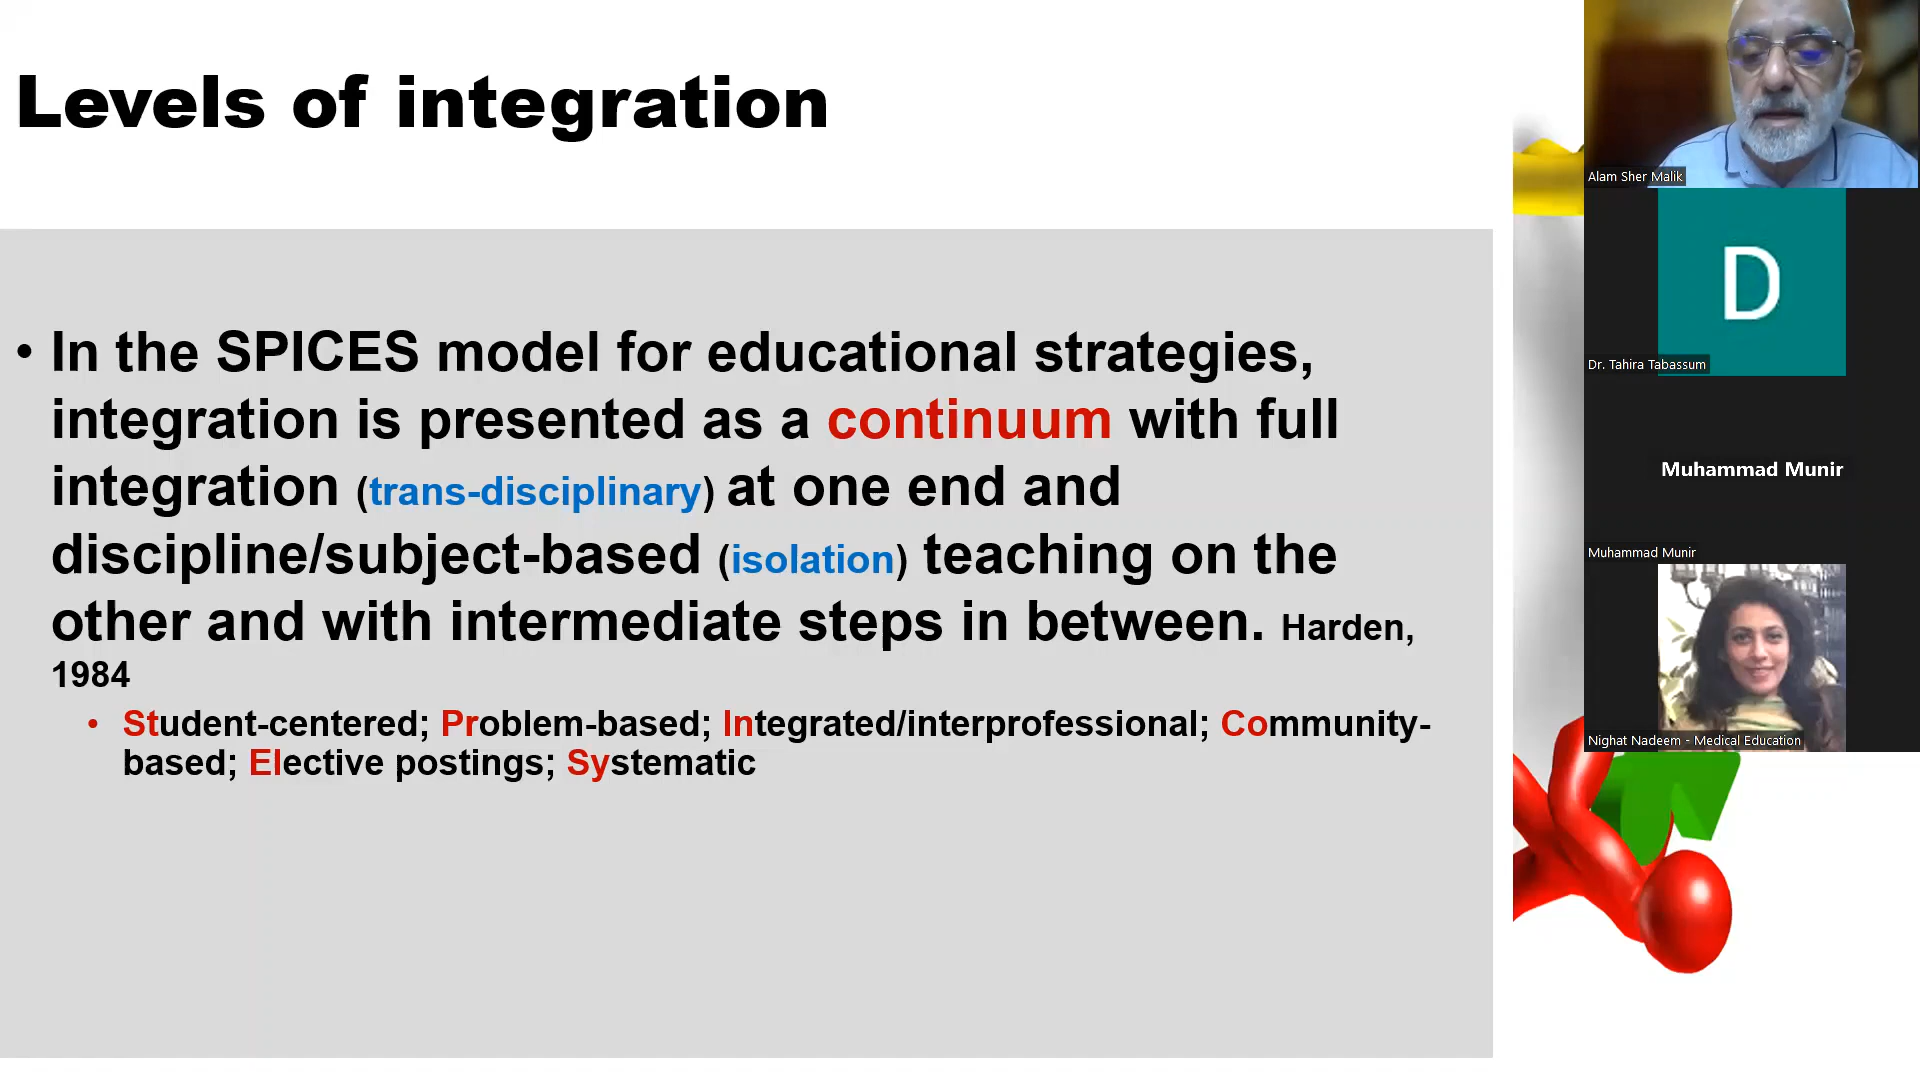 Levels of integration
• In the SPICES model for educational strategies,
integration is presented as a continuum with full
integration (trans-disciplinary) at one end and
discipline/subject-based (isolation) teaching on the
other and with intermediate steps in between. Harden,
1984
• Student-centered; Problem-based; Integrated/interprofessional; Community-
based; Elective postings; Systematic
Alam Sher Malik
D
Dr. Tahira Tabassum
Muhammad Munir
Muhammad Munir
Nighat Nadeem - Medical Education